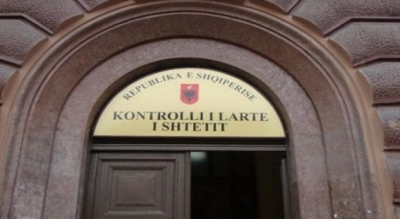 REPUBLIKA E SHQIPERISE
KONTROLLI I LARTE
I SHTETIT